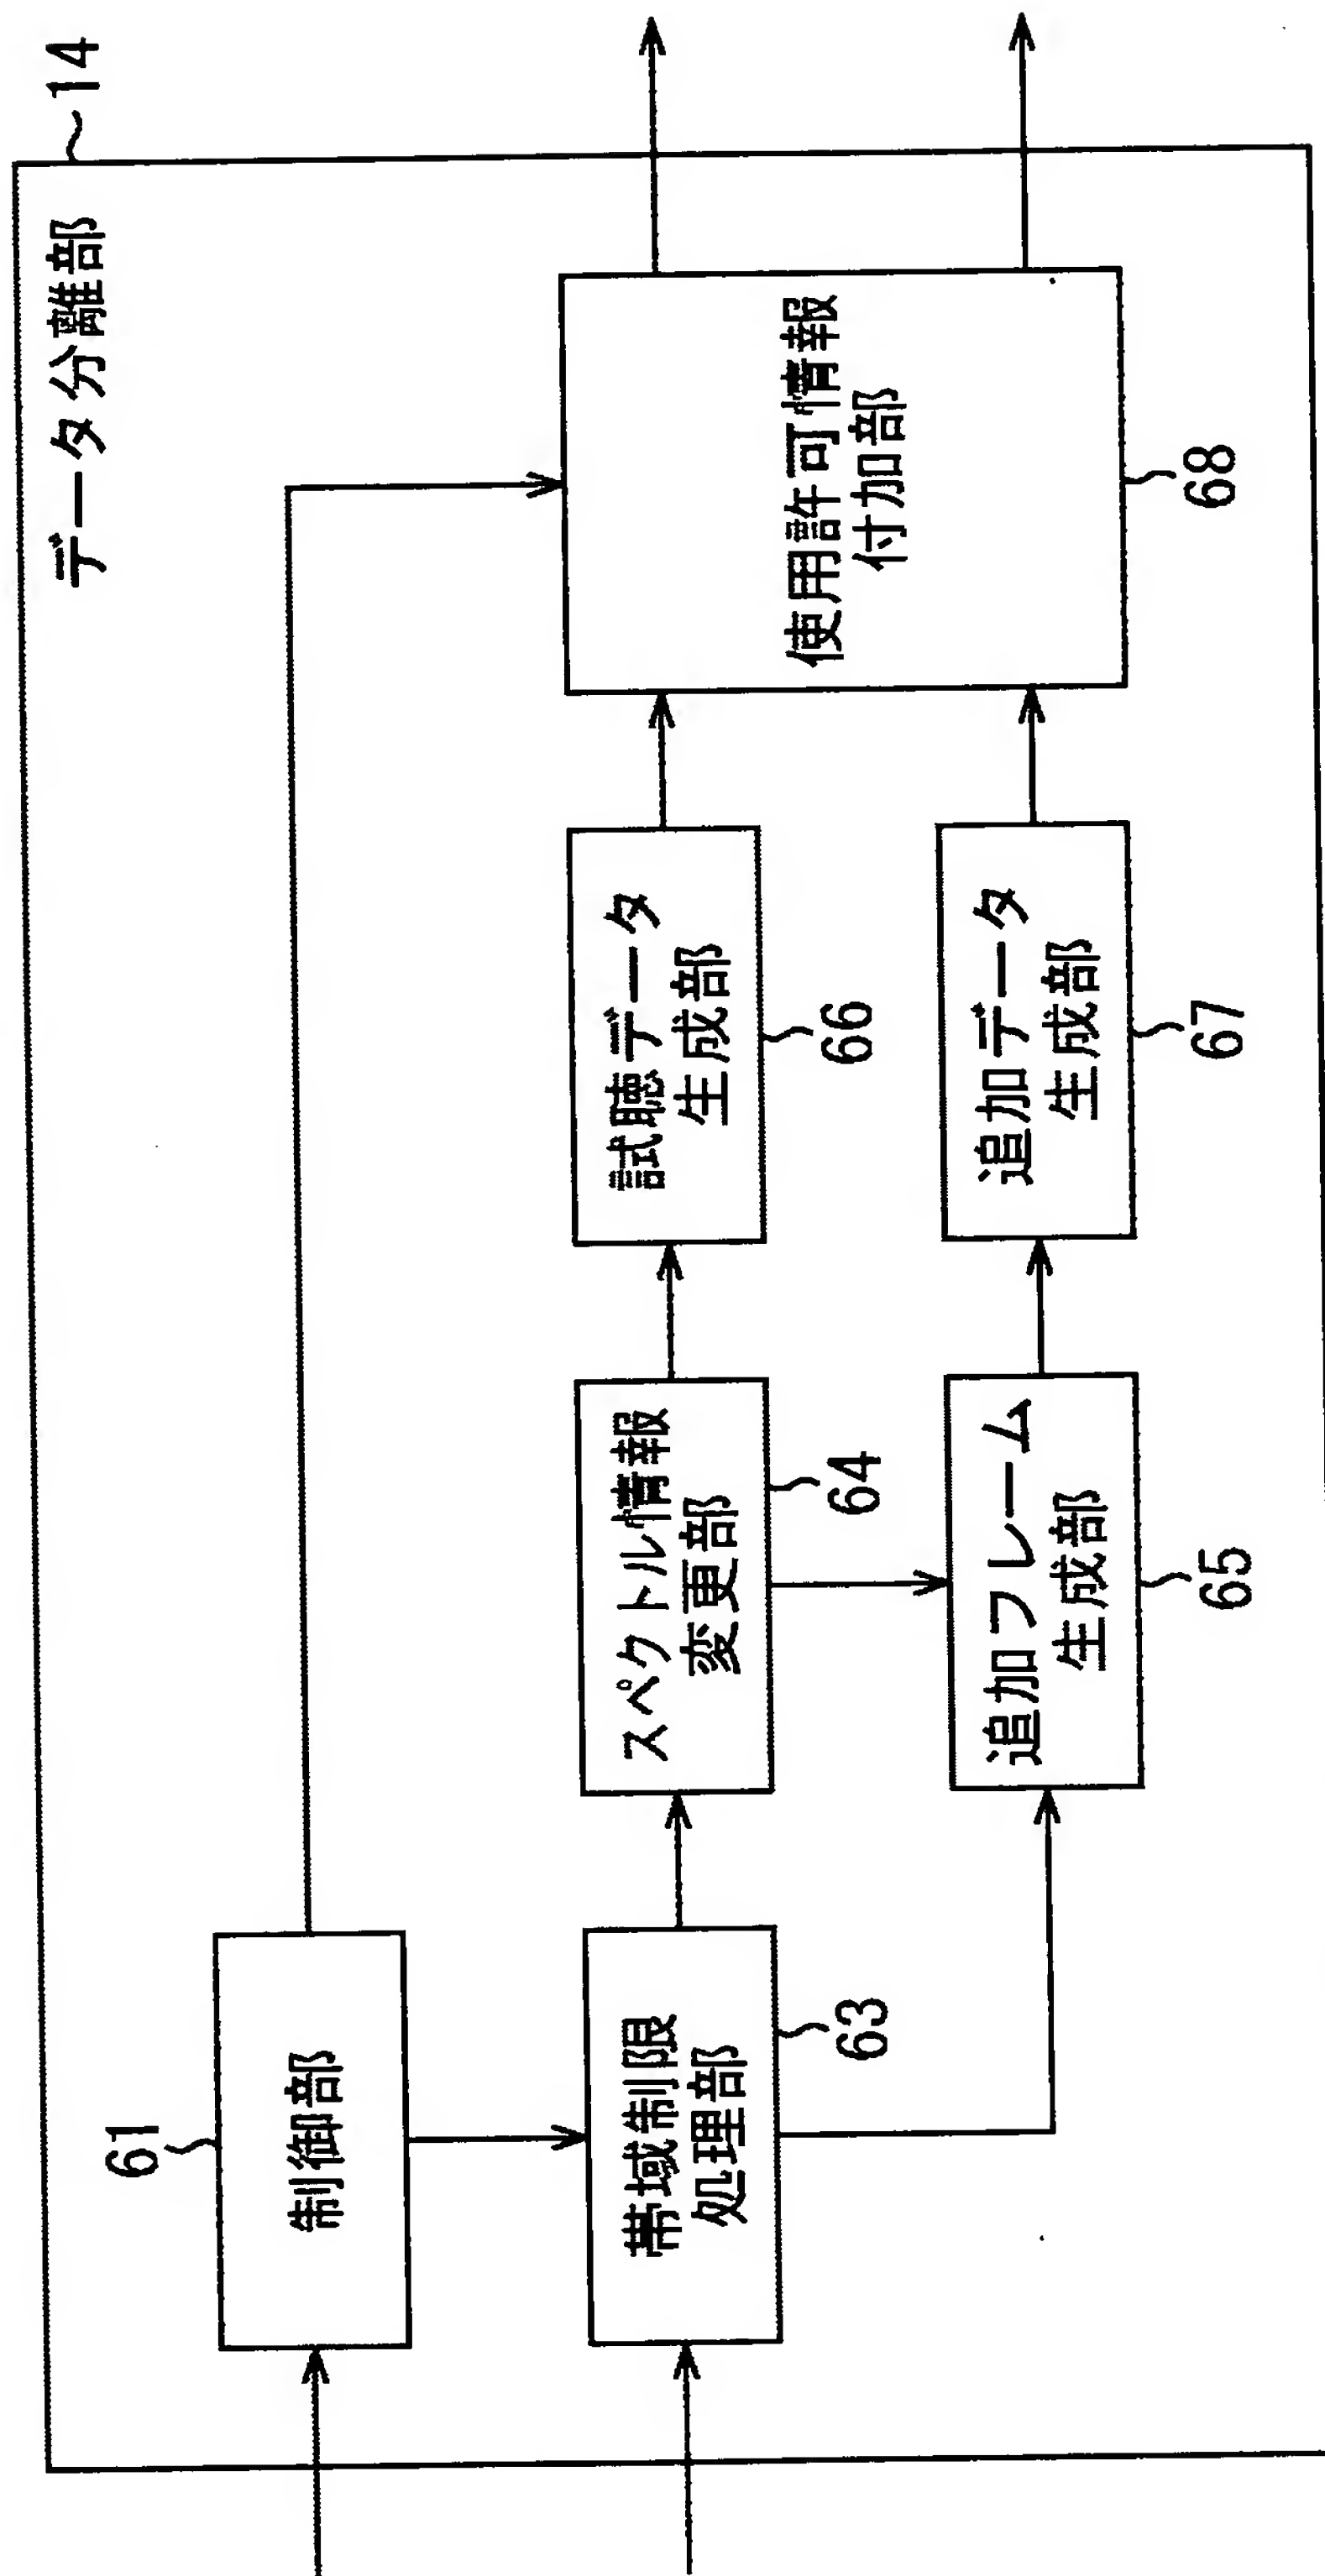 データ分離部
14
61
制御部
帯域制限
処理部
63
スペクトル情報
変更部
64
試聴データ
生成部
66
使用許可情報
付加部
68
追加フレーム
生成部
65
追加データ
生成部
67